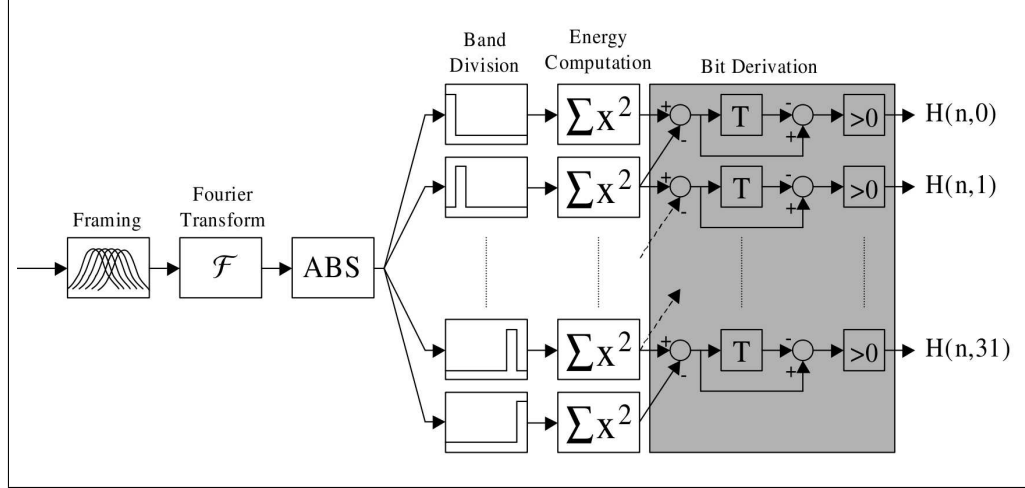 Band Division
Energy Computation
Bit Derivation
Framing
Fourier Transform
ℱ
ABS
∑x² + - T - + >0 H(n,0)
∑x² + - T - + >0 H(n,1)
∑x² + - T - + >0 H(n,31)
∑x²